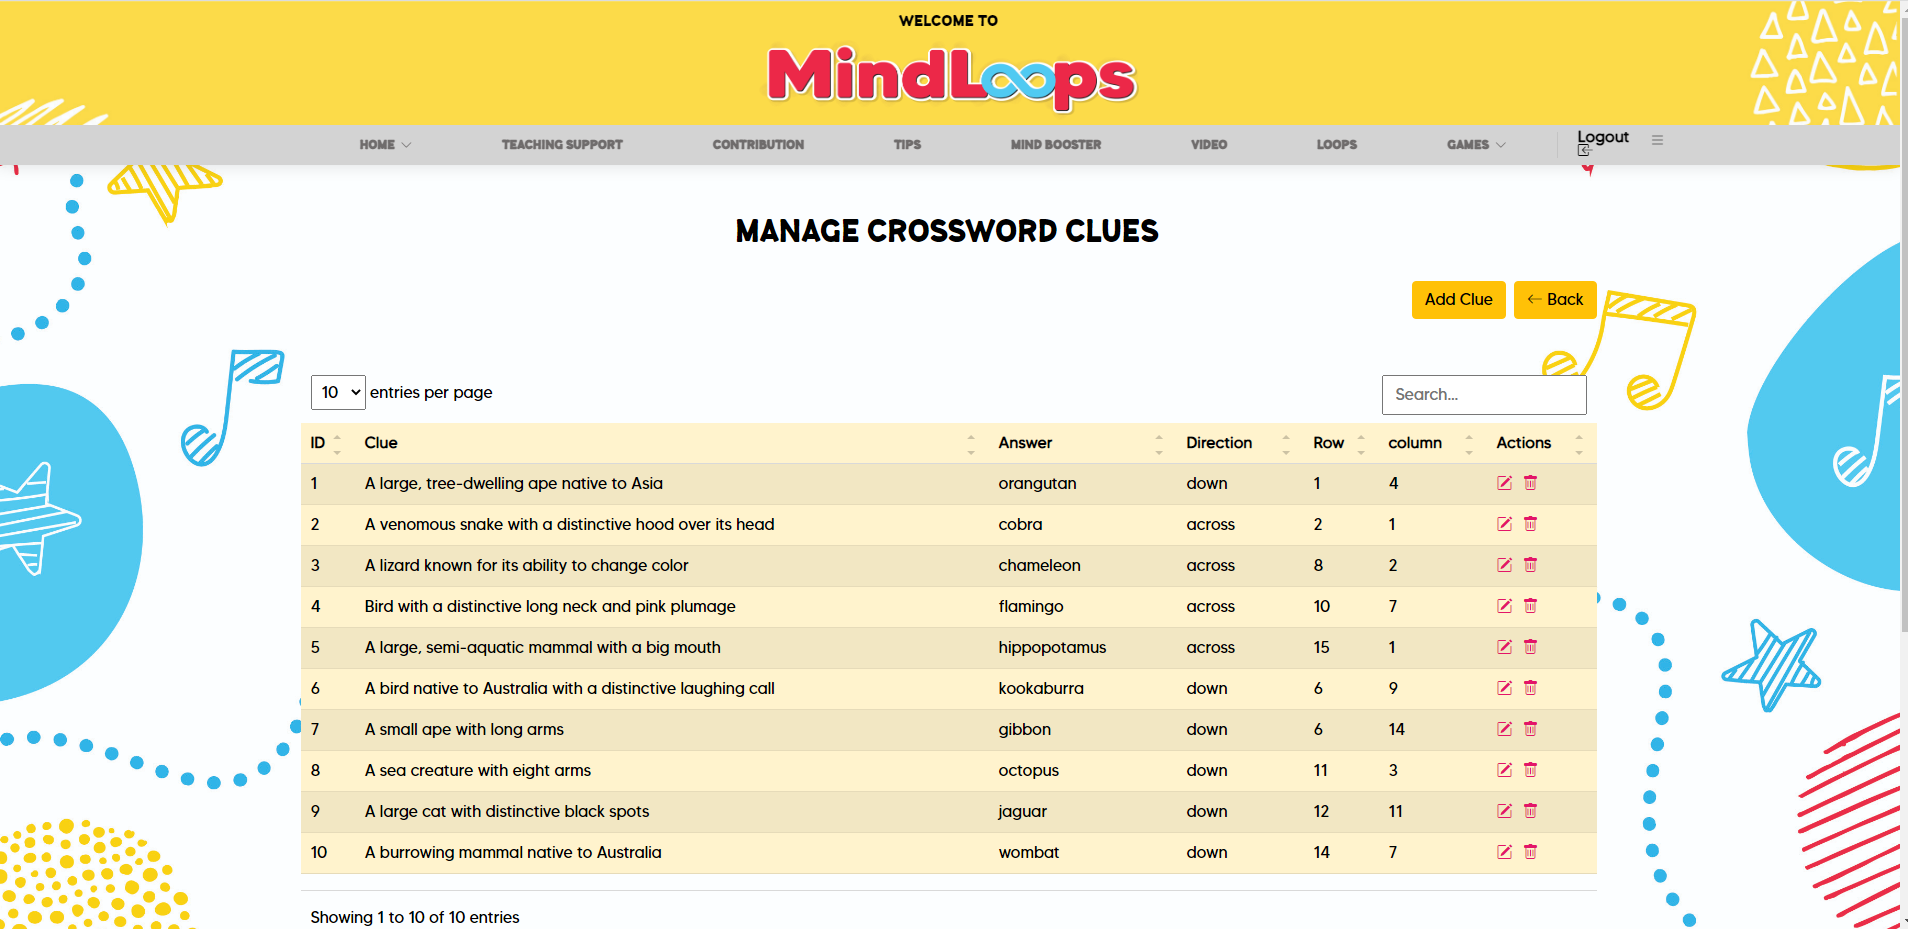 WELCOME TO
MindLoops
HOME TEACHING SUPPORT CONTRIBUTION TIPS MIND BOOSTER VIDEO LOOPS GAMES Logout
MANAGE CROSSWORD CLUES
Add Clue Back
10 entries per page Search...
ID Clue Answer Direction Row column Actions
1 A large, tree-dwelling ape native to Asia orangutan down 1 4
2 A venomous snake with a distinctive hood over its head cobra across 2 1
3 A lizard known for its ability to change color chameleon across 8 2
4 Bird with a distinctive long neck and pink plumage flamingo across 10 7
5 A large, semi-aquatic mammal with a big mouth hippopotamus across 15 1
6 A bird native to Australia with a distinctive laughing call kookaburra down 6 9
7 A small ape with long arms gibbon down 6 14
8 A sea creature with eight arms octopus down 11 3
9 A large cat with distinctive black spots jaguar down 12 11
10 A burrowing mammal native to Australia wombat down 14 7
Showing 1 to 10 of 10 entries